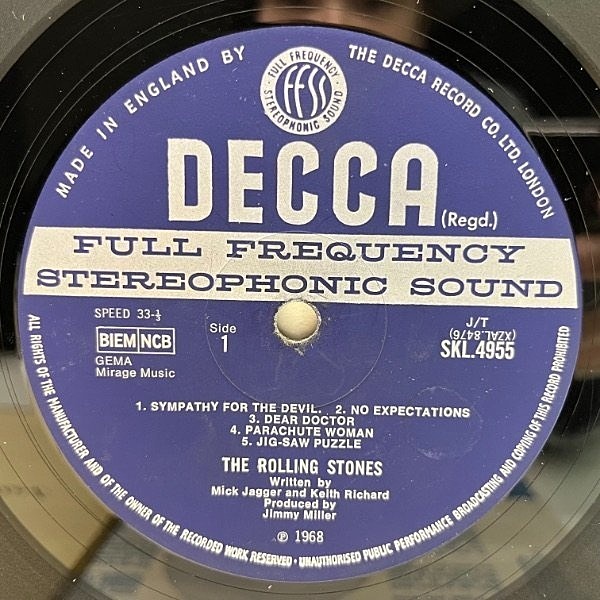 MADE IN ENGLAND BY
THE DECCA RECORD CO. LTD. LONDON
FULL FREQUENCY
STEREOPHONIC SOUND
FFSS
DECCA
(Regd.)
FULL FREQUENCY
STEREOPHONIC SOUND
SPEED 33-⅓
BIEM NCB
GEMA
Mirage Music
Side
1
J/T
(XZAL.8476)
SKL.4955
1. SYMPATHY FOR THE DEVIL. 2. NO EXPECTATIONS
3. DEAR DOCTOR
4. PARACHUTE WOMAN
5. JIG-SAW PUZZLE
THE ROLLING STONES
Written by
Mick Jagger and Keith Richard
Produced by
Jimmy Miller
℗ 1968
ALL RIGHTS OF THE MANUFACTURER AND OF THE OWNER OF THE RECORDED WORK RESERVED · UNAUTHORISED PUBLIC PERFORMANCE BROADCASTING AND COPYING OF THIS RECORD PROHIBITED